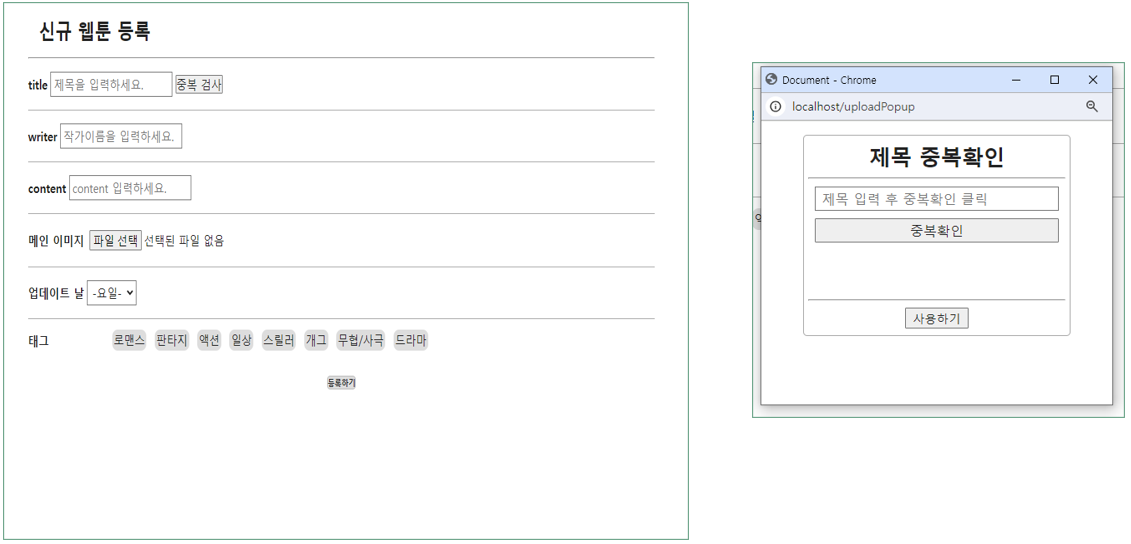 신규 웹툰 등록
title 제목을 입력하세요. 중복 검사
writer 작가이름을 입력하세요.
content content 입력하세요.
메인 이미지 파일 선택 선택된 파일 없음
업데이트 날 -요일-
태그 로맨스 판타지 액션 일상 스릴러 개그 무협/사극 드라마
등록하기
Document - Chrome
localhost/uploadPopup
제목 중복확인
제목 입력 후 중복확인 클릭
중복확인
사용하기